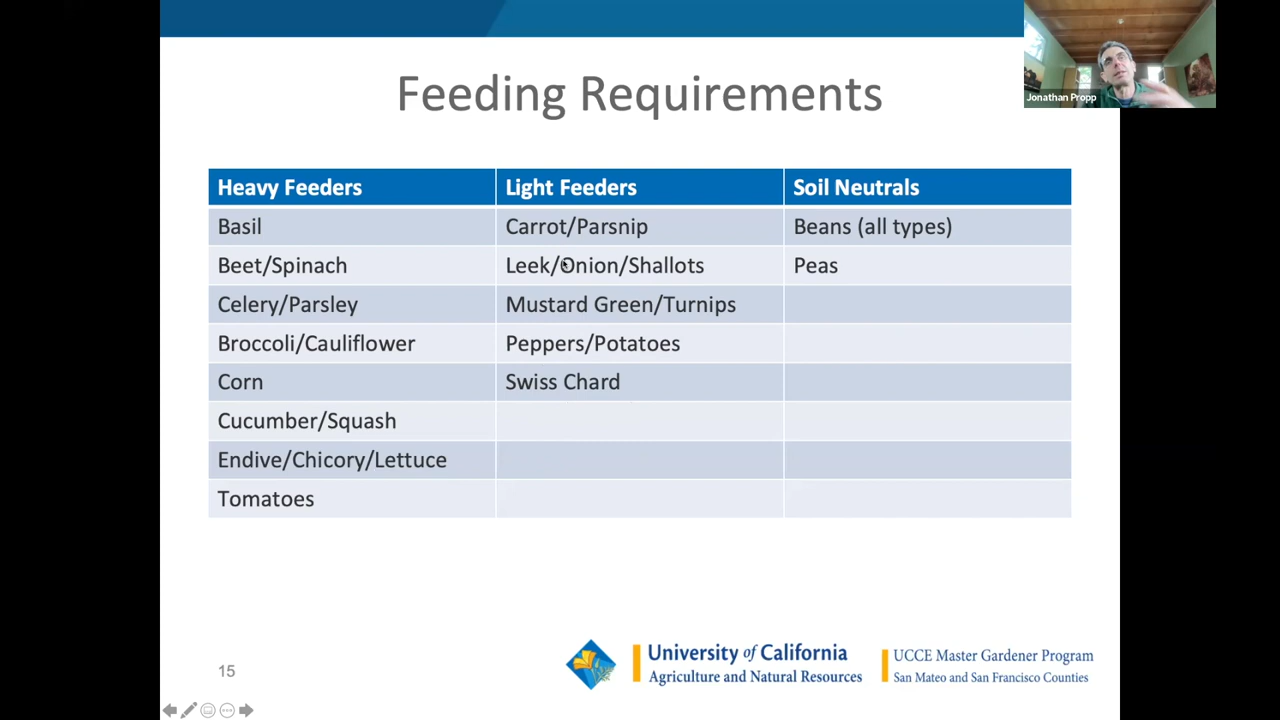 Jonathan Propp
Feeding Requirements
Heavy Feeders Light Feeders Soil Neutrals
Basil Carrot/Parsnip Beans (all types)
Beet/Spinach Leek/Onion/Shallots Peas
Celery/Parsley Mustard Green/Turnips
Broccoli/Cauliflower Peppers/Potatoes
Corn Swiss Chard
Cucumber/Squash
Endive/Chicory/Lettuce
Tomatoes
15
University of California
Agriculture and Natural Resources
UCCE Master Gardener Program
San Mateo and San Francisco Counties